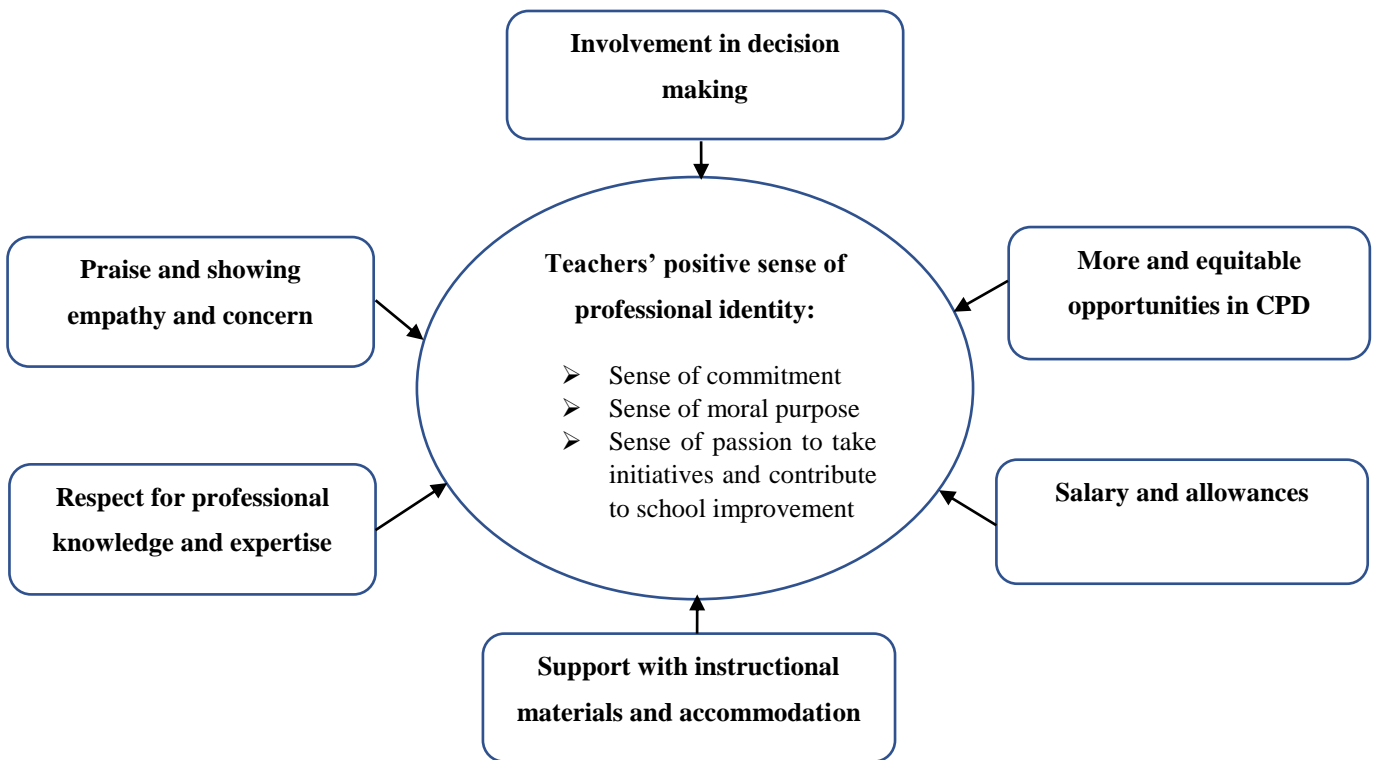 Involvement in decision
making
Praise and showing
empathy and concern
Teachers’ positive sense of
professional identity:
➢ Sense of commitment
➢ Sense of moral purpose
➢ Sense of passion to take
initiatives and contribute
to school improvement
More and equitable
opportunities in CPD
Respect for professional
knowledge and expertise
Salary and allowances
Support with instructional
materials and accommodation